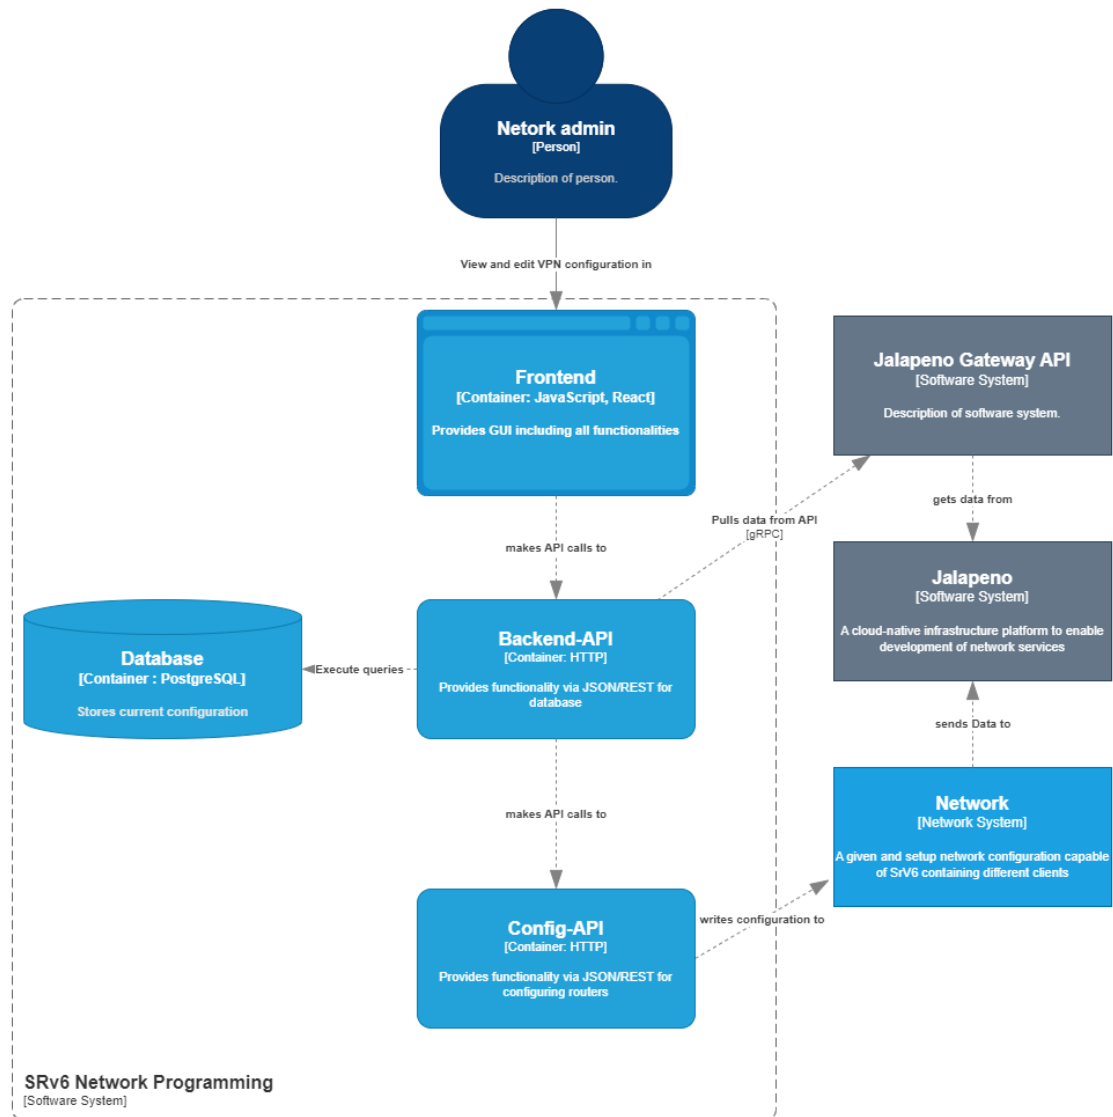 Netork admin
[Person]
Description of person.
View and edit VPN configuration in
Frontend
[Container: JavaScript, React]
Provides GUI including all functionalities
Jalapeno Gateway API
[Software System]
Description of software system.
Pulls data from API
[gRPC]
gets data from
makes API calls to
Jalapeno
[Software System]
A cloud-native infrastructure platform to enable
development of network services
Database
[Container : PostgreSQL]
Stores current configuration
Execute queries
Backend-API
[Container: HTTP]
Provides functionality via JSON/REST for
database
sends Data to
makes API calls to
Network
[Network System]
A given and setup network configuration capable
of SrV6 containing different clients
Config-API
[Container: HTTP]
Provides functionality via JSON/REST for
configuring routers
writes configuration to
SRv6 Network Programming
[Software System]